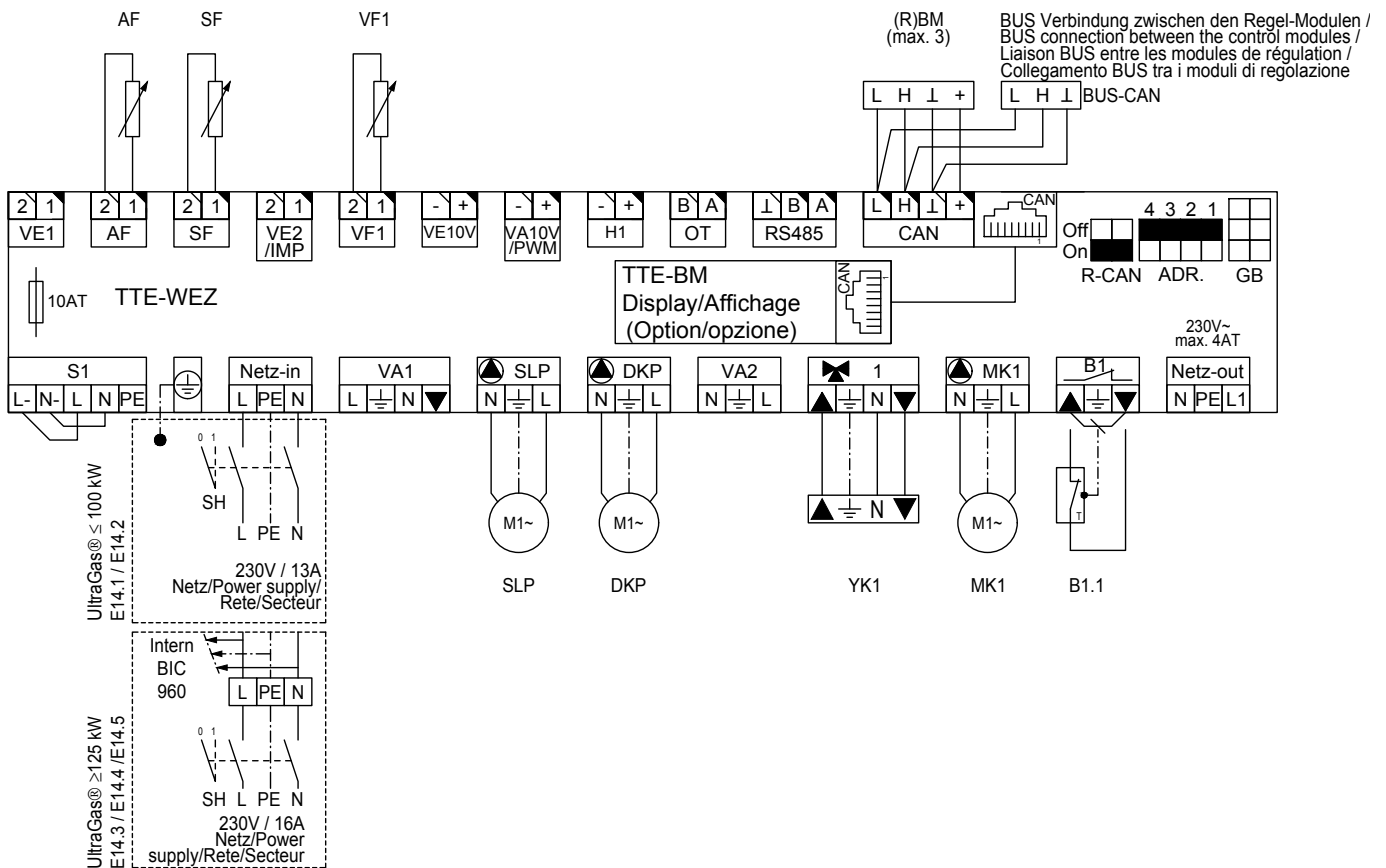 AF SF VF1 (R)BM
(max. 3)
BUS Verbindung zwischen den Regel-Modulen /
BUS connection between the control modules /
Liaison BUS entre les modules de régulation /
Collegamento BUS tra i moduli di regolazione
L H ⊥ + L H ⊥ BUS-CAN
2 1 2 1 2 1 2 1 2 1 - + - + - + B A ⊥ B A L H ⊥ + CAN
VE1 AF SF VE2
/IMP VF1 VE10V VA10V
/PWM H1 OT RS485 CAN
1
4 3 2 1
Off
On
R-CAN ADR. GB
10AT TTE-WEZ
TTE-BM
Display/Affichage
(Option/opzione)
CAN
1
230V~
max. 4AT
S1 Netz-in VA1 SLP DKP VA2 1 MK1 B1 Netz-out
L- N- L N PE L PE N L N N L N L N L N N L N PE L1
UltraGas® ≤ 100 kW
E14.1 / E14.2
0 1
SH
L PE N
230V / 13A
Netz/Power supply/
Rete/Secteur
M1~ M1~ N M1~ T
SLP DKP YK1 MK1 B1.1
UltraGas® ≥125 kW
E14.3 / E14.4 /E14.5
Intern
BIC
960
L PE N
0 1
SH L PE N
230V / 16A
Netz/Power
supply/Rete/Secteur